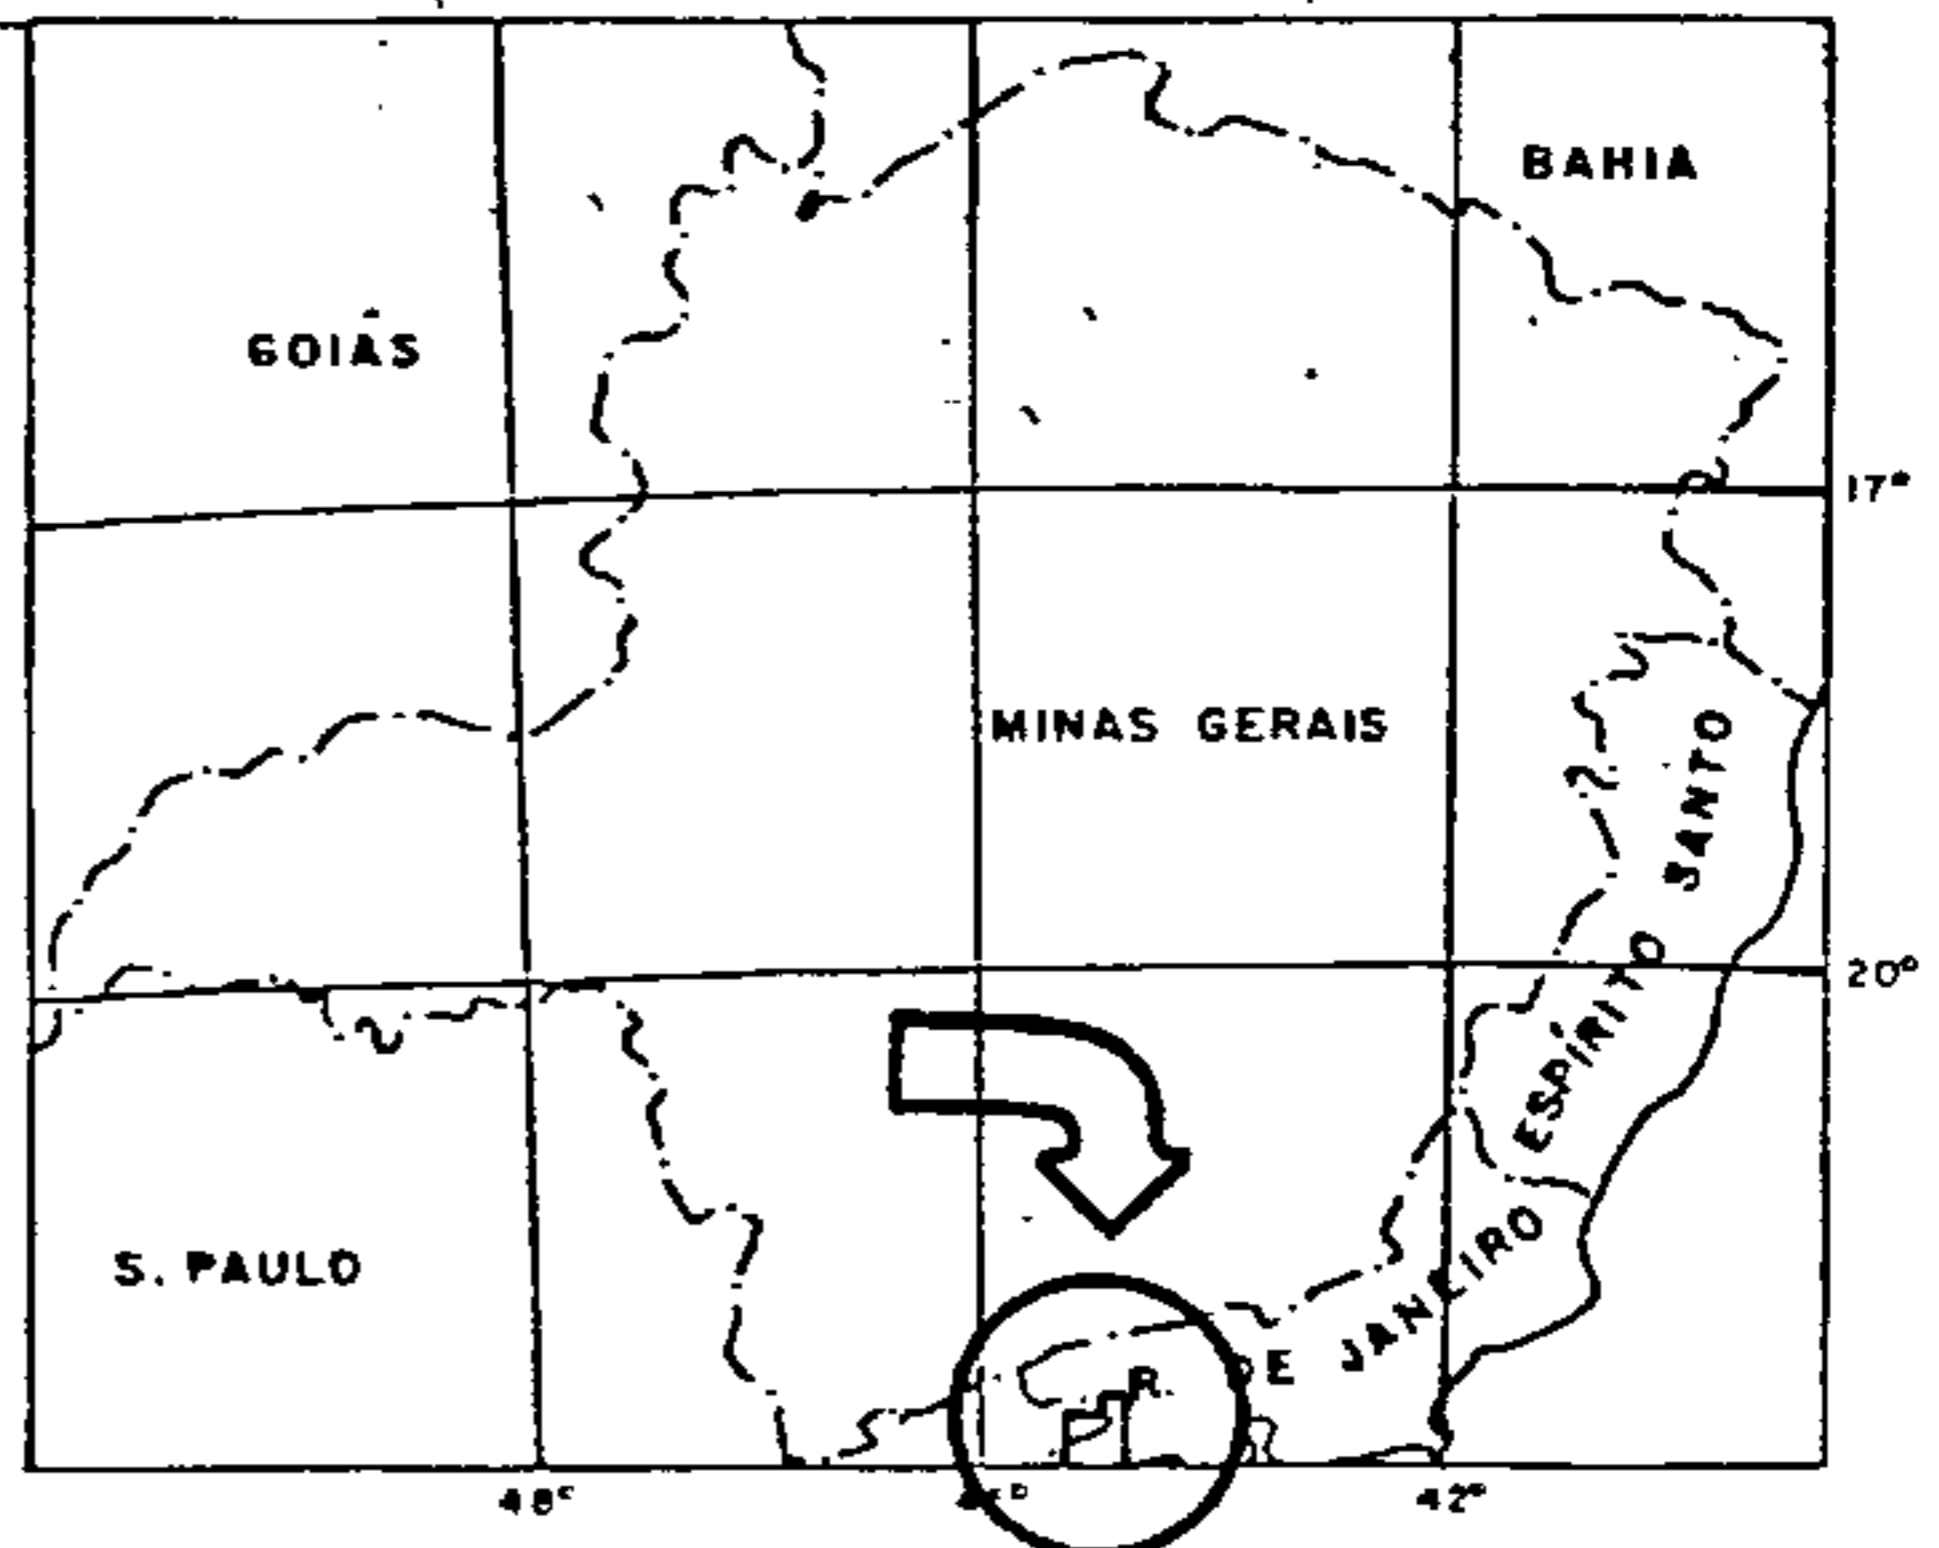 BAHIA
GOIÁS
17°
MINAS GERAIS
ESPÍRITO SANTO
20°
S. PAULO
R. DE JANEIRO
48°
42°